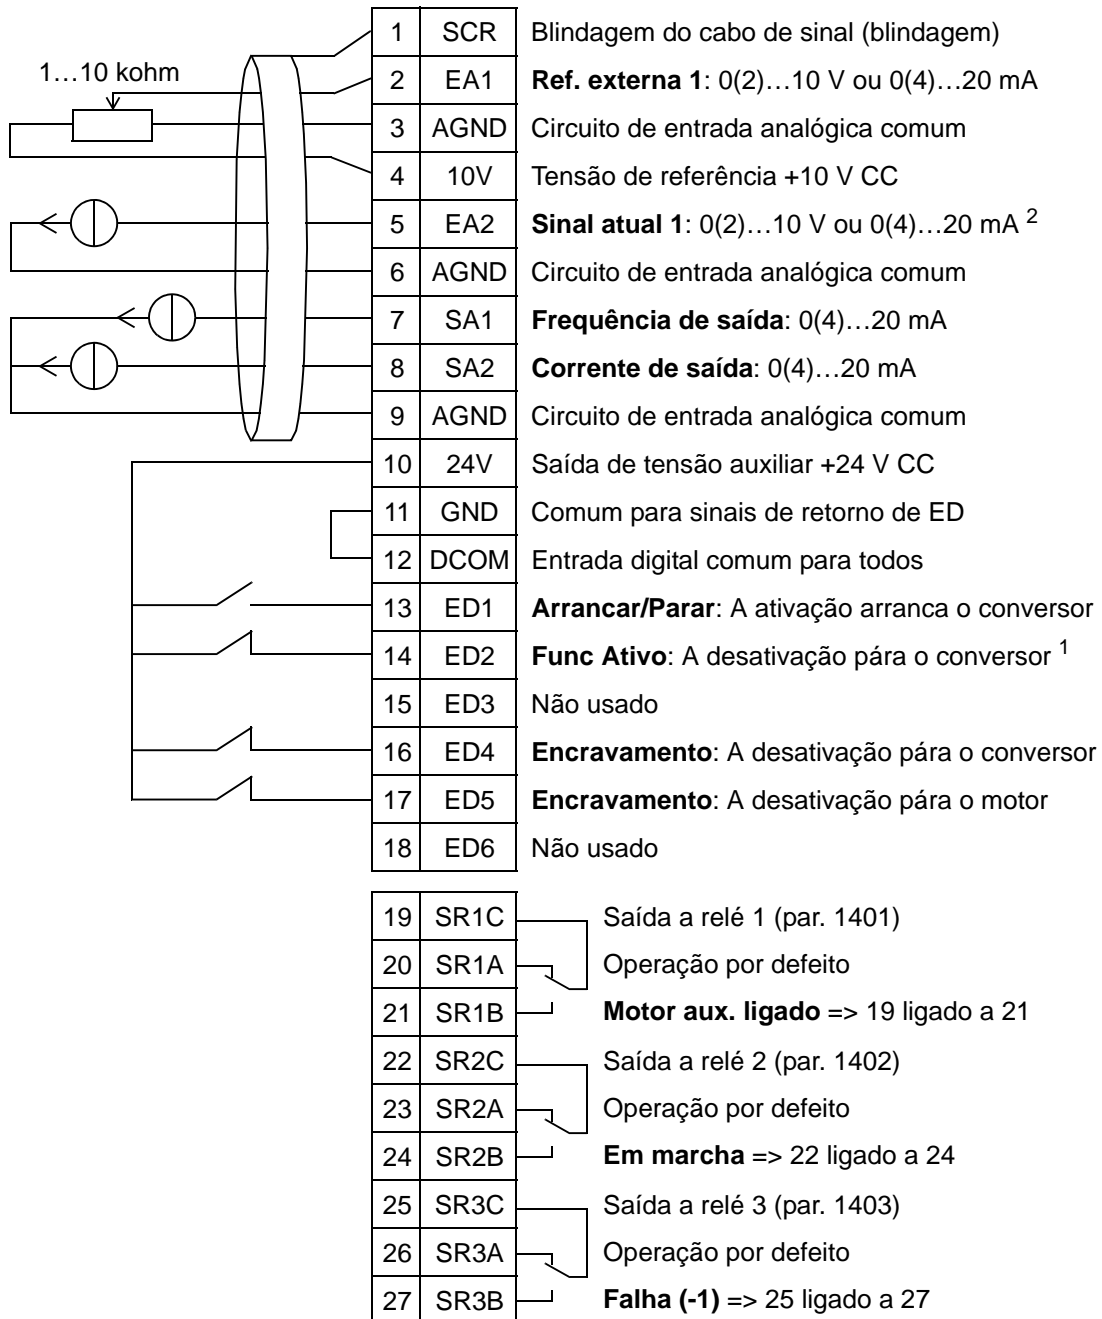 1 SCR Blindagem do cabo de sinal (blindagem)
1…10 kohm
2 EA1 Ref. externa 1: 0(2)…10 V ou 0(4)…20 mA
3 AGND Circuito de entrada analógica comum
4 10V Tensão de referência +10 V CC
5 EA2 Sinal atual 1: 0(2)…10 V ou 0(4)…20 mA 2
6 AGND Circuito de entrada analógica comum
7 SA1 Frequência de saída: 0(4)…20 mA
8 SA2 Corrente de saída: 0(4)…20 mA
9 AGND Circuito de entrada analógica comum
10 24V Saída de tensão auxiliar +24 V CC
11 GND Comum para sinais de retorno de ED
12 DCOM Entrada digital comum para todos
13 ED1 Arrancar/Parar: A ativação arranca o conversor
14 ED2 Func Ativo: A desativação pára o conversor 1
15 ED3 Não usado
16 ED4 Encravamento: A desativação pára o conversor
17 ED5 Encravamento: A desativação pára o motor
18 ED6 Não usado
19 SR1C Saída a relé 1 (par. 1401)
20 SR1A Operação por defeito
21 SR1B Motor aux. ligado => 19 ligado a 21
22 SR2C Saída a relé 2 (par. 1402)
23 SR2A Operação por defeito
24 SR2B Em marcha => 22 ligado a 24
25 SR3C Saída a relé 3 (par. 1403)
26 SR3A Operação por defeito
27 SR3B Falha (-1) => 25 ligado a 27